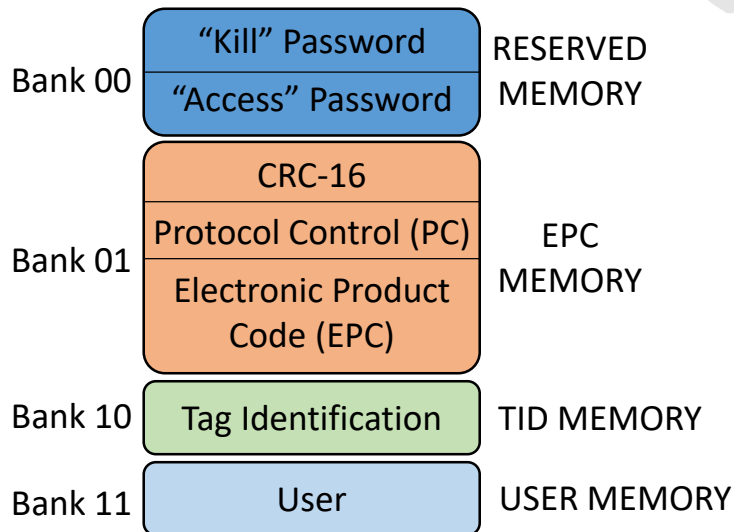 Bank 00
“Kill” Password
“Access” Password
RESERVED
MEMORY
Bank 01
CRC-16
Protocol Control (PC)
Electronic Product
Code (EPC)
EPC
MEMORY
Bank 10
Tag Identification
TID MEMORY
Bank 11
User
USER MEMORY